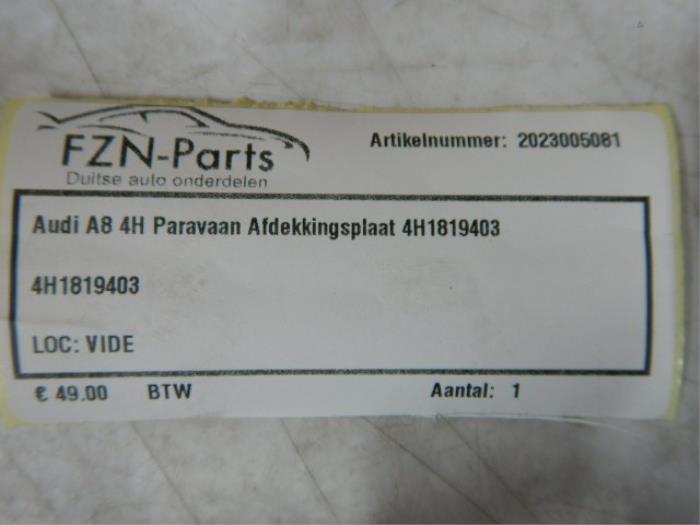 FZN-Parts
Duitse auto onderdelen
Artikelnummer: 2023005081
Audi A8 4H Paravaan Afdekkingsplaat 4H1819403
4H1819403
LOC: VIDE
€ 49.00 BTW Aantal: 1